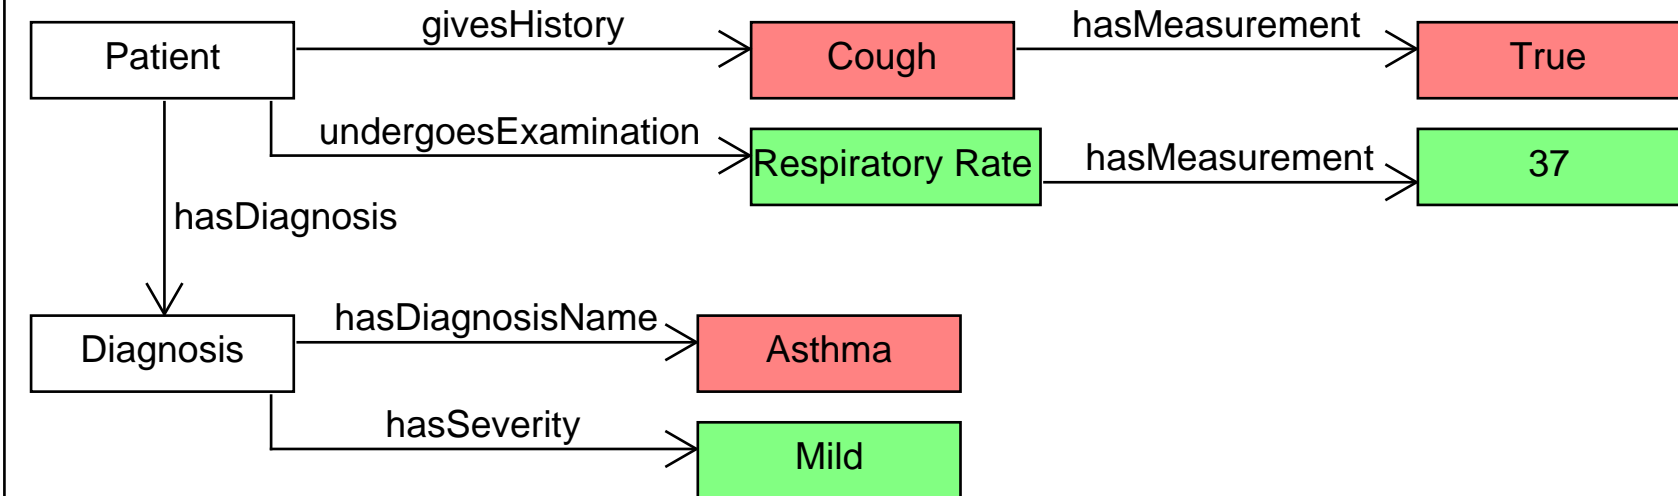 Patient
givesHistory
Cough
hasMeasurement
True
undergoesExamination
Respiratory Rate
hasMeasurement
37
hasDiagnosis
Diagnosis
hasDiagnosisName
Asthma
hasSeverity
Mild